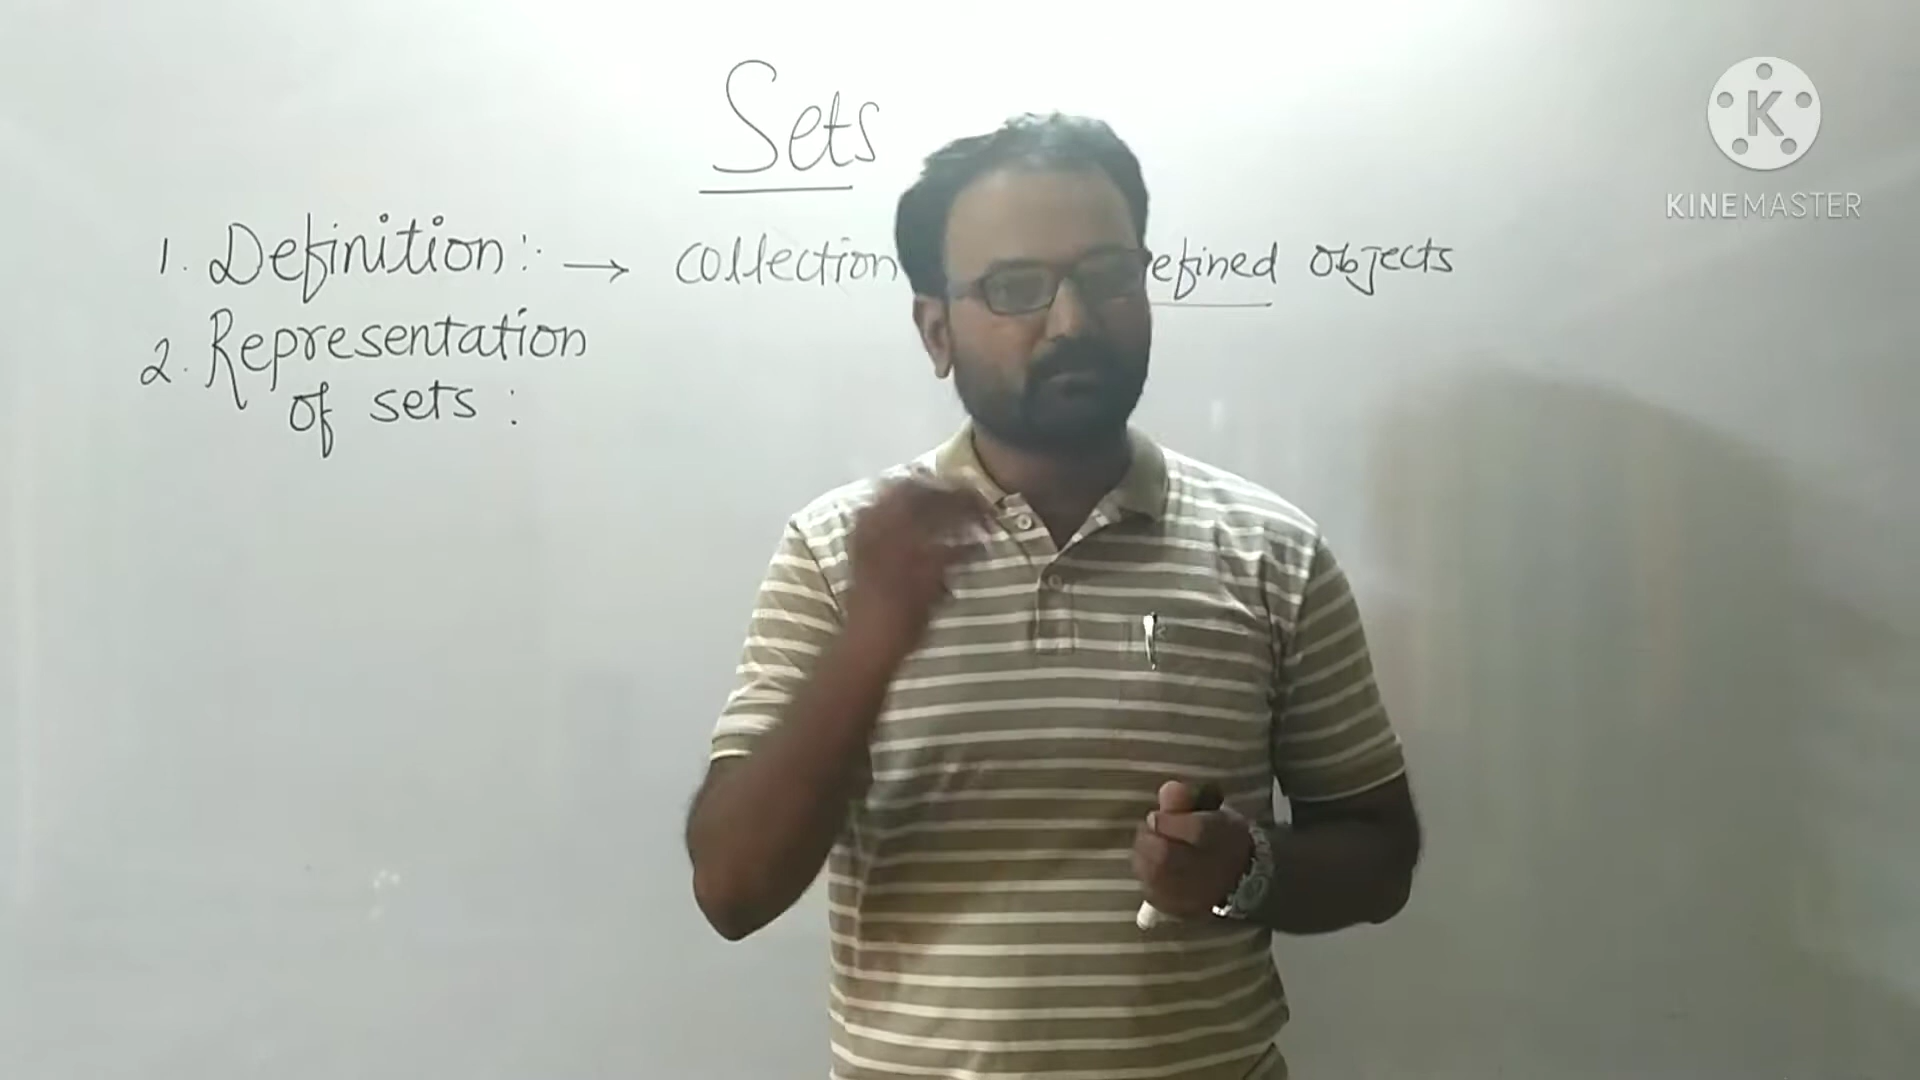 Sets
1. Definition :- → collection efined objects
2. Representation
of sets :
K
KINEMASTER